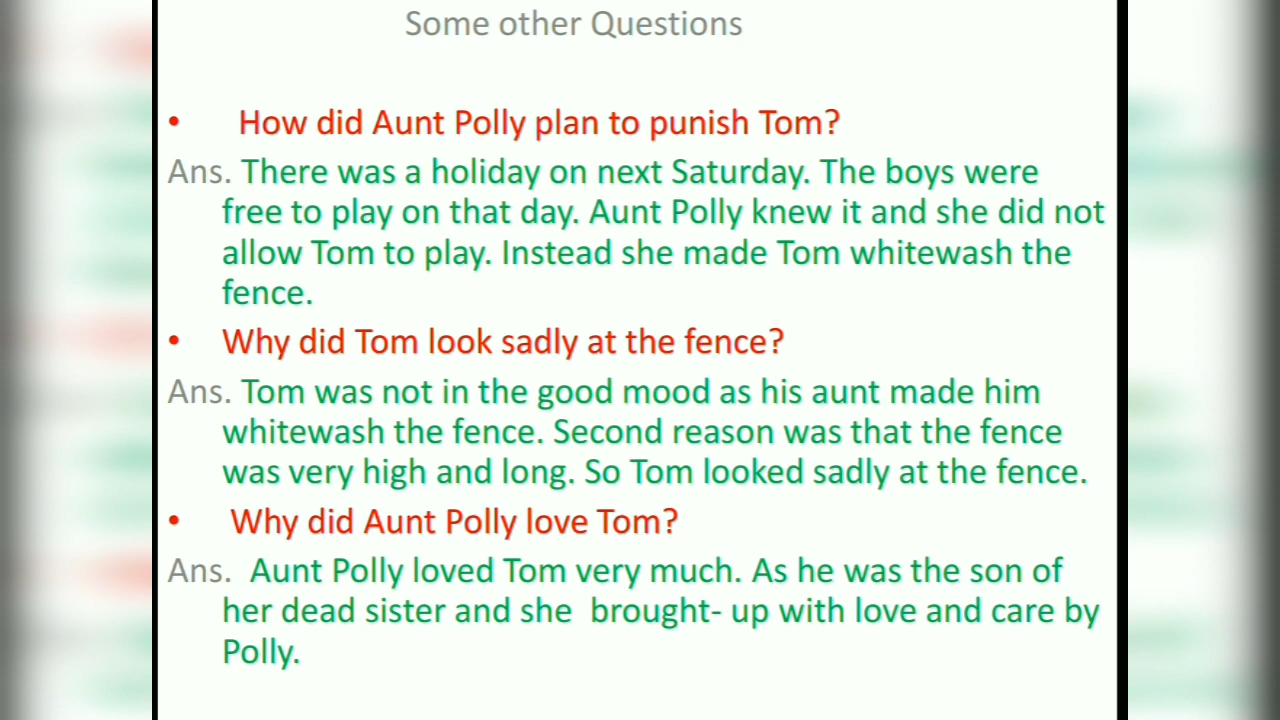 Some other Questions
• How did Aunt Polly plan to punish Tom?
Ans. There was a holiday on next Saturday. The boys were
free to play on that day. Aunt Polly knew it and she did not
allow Tom to play. Instead she made Tom whitewash the
fence.
• Why did Tom look sadly at the fence?
Ans. Tom was not in the good mood as his aunt made him
whitewash the fence. Second reason was that the fence
was very high and long. So Tom looked sadly at the fence.
• Why did Aunt Polly love Tom?
Ans. Aunt Polly loved Tom very much. As he was the son of
her dead sister and she brought- up with love and care by
Polly.